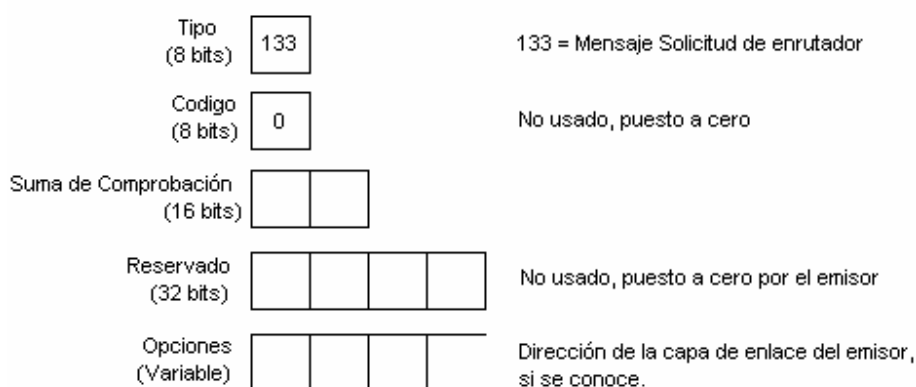 Tipo
(8 bits)
133
133 = Mensaje Solicitud de enrutador
Codigo
(8 bits)
0
No usado, puesto a cero
Suma de Comprobación
(16 bits)
Reservado
(32 bits)
No usado, puesto a cero por el emisor
Opciones
(Variable)
Dirección de la capa de enlace del emisor,
si se conoce.